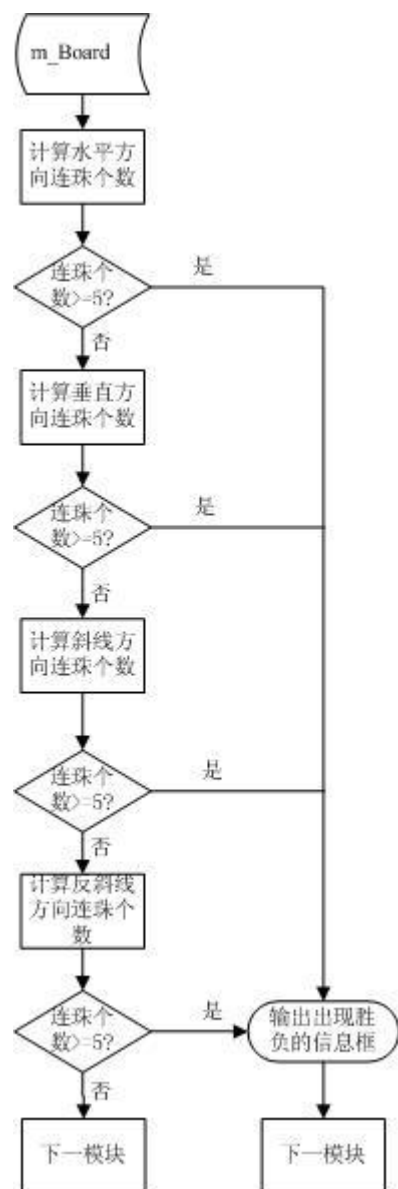 m_Board
计算水平方
向连珠个数
连珠个
数>=5?
是
否
计算垂直方
向连珠个数
连珠个
数>=5?
是
否
计算斜线方
向连珠个数
连珠个
数>=5?
是
否
计算反斜线
方向连珠个
数
连珠个
数>=5?
是
输出出现胜
负的信息框
否
下一模块
下一模块